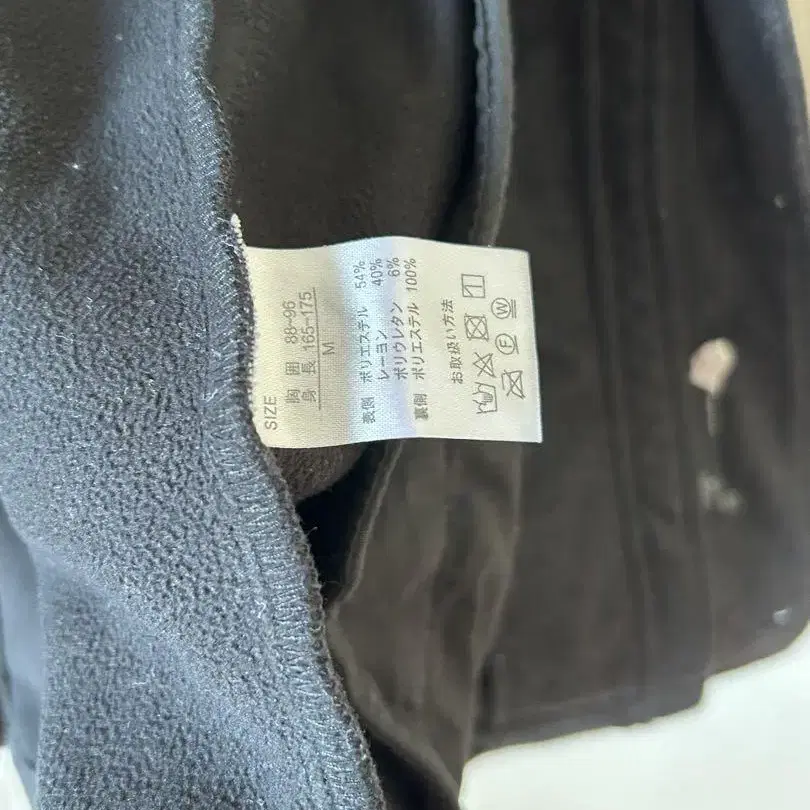 SIZE
胸囲 88-96
身長 165-175
M
表側 ポリエステル 54%
レーヨン 40%
ポリウレタン 6%
裏側 ポリエステル 100%
お取扱い方法
F W